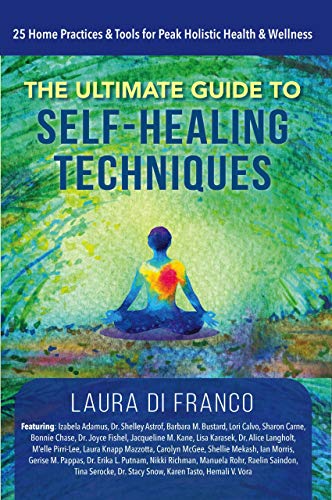 25 Home Practices & Tools for Peak Holistic Health & Wellness
THE ULTIMATE GUIDE TO
SELF-HEALING
TECHNIQUES
LAURA DI FRANCO
Featuring: Izabela Adamus, Dr. Shelley Astrof, Barbara M. Bustard, Lori Calvo, Sharon Carne,
Bonnie Chase, Dr. Joyce Fishel, Jacqueline M. Kane, Lisa Karasek, Dr. Alice Langholt,
M'elle Pirri-Lee, Laura Knapp Mazzotta, Carolyn McGee, Shellie Mekash, Ian Morris,
Gerise M. Pappas, Dr. Erika L. Putnam, Nikki Richman, Manuela Rohr, Raelin Saindon,
Tina Serocke, Dr. Stacy Snow, Karen Tasto, Hemali V. Vora